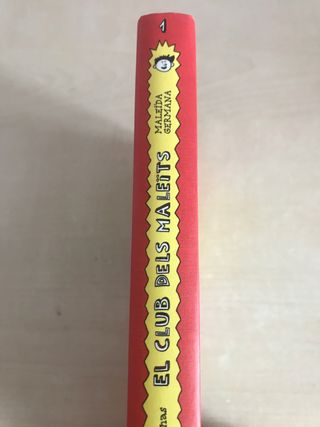 1
MALEÏDA
GERMANA
EL CLUB DELS MALEÏTS